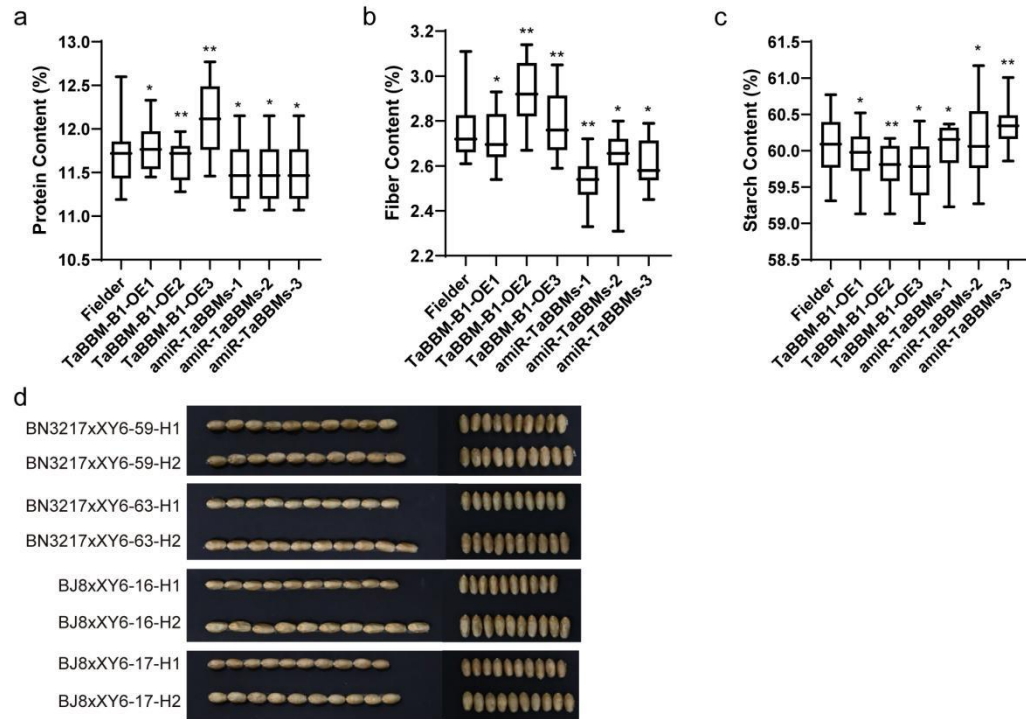 a
Protein Content (%)
13.0
12.5
12.0
11.5
11.0
10.5
*
**
**
*
*
*
Fielder
TaBBM-B1-OE1
TaBBM-B1-OE2
TaBBM-B1-OE3
amiR-TaBBMs-1
amiR-TaBBMs-2
amiR-TaBBMs-3
b
Fiber Content (%)
3.2
3.0
2.8
2.6
2.4
2.2
*
**
**
**
*
*
Fielder
TaBBM-B1-OE1
TaBBM-B1-OE2
TaBBM-B1-OE3
amiR-TaBBMs-1
amiR-TaBBMs-2
amiR-TaBBMs-3
c
Starch Content (%)
61.5
61.0
60.5
60.0
59.5
59.0
58.5
*
**
*
*
*
**
Fielder
TaBBM-B1-OE1
TaBBM-B1-OE2
TaBBM-B1-OE3
amiR-TaBBMs-1
amiR-TaBBMs-2
amiR-TaBBMs-3
d
BN3217xXY6-59-H1
BN3217xXY6-59-H2
BN3217xXY6-63-H1
BN3217xXY6-63-H2
BJ8xXY6-16-H1
BJ8xXY6-16-H2
BJ8xXY6-17-H1
BJ8xXY6-17-H2